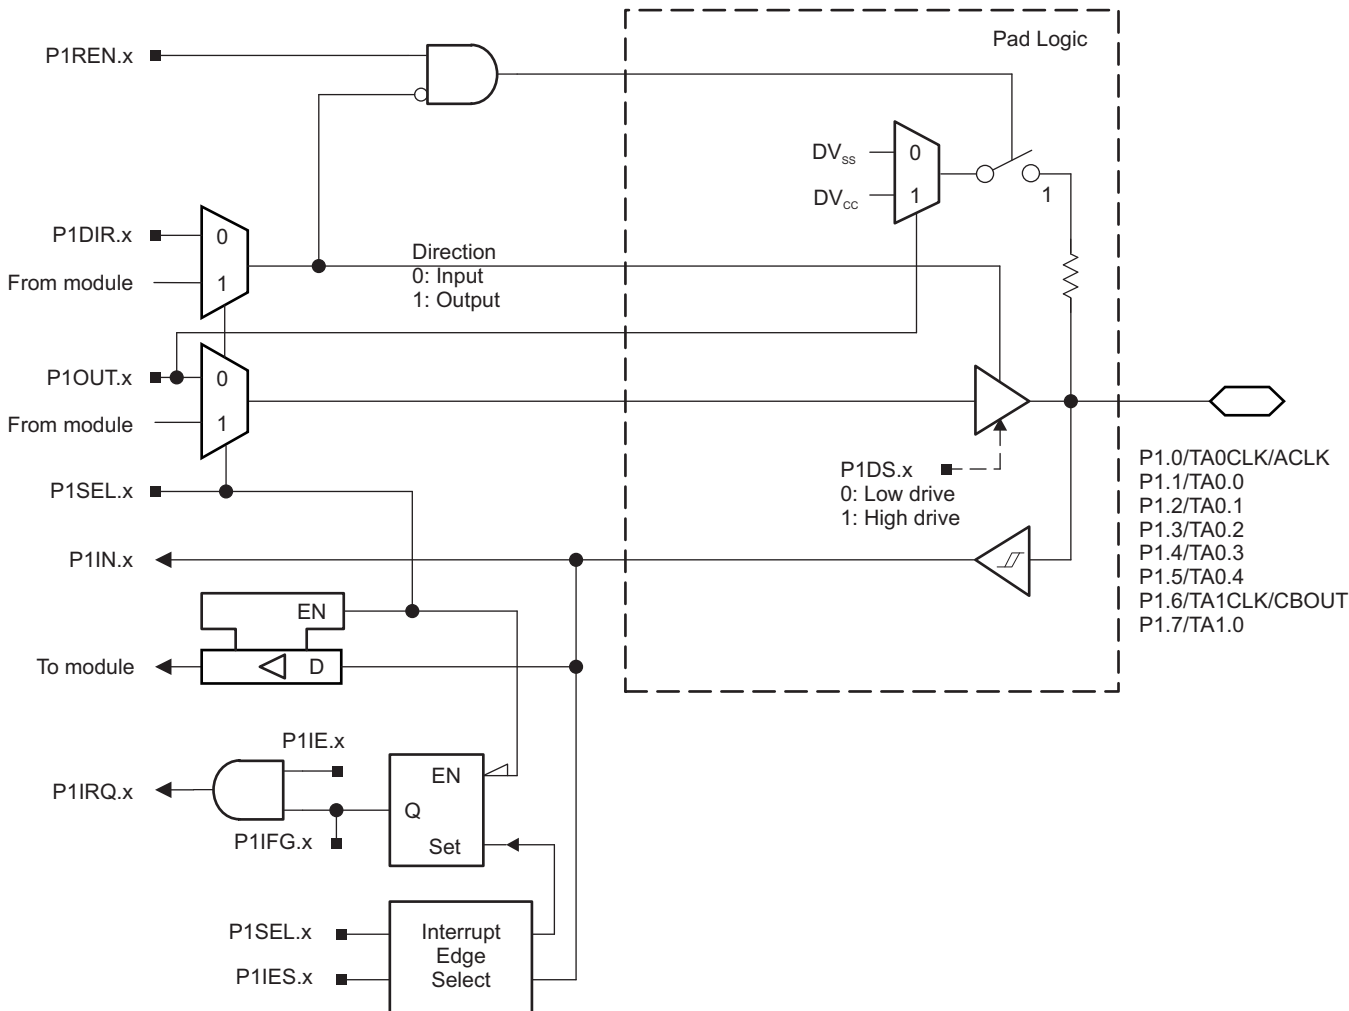 Pad Logic
P1REN.x
DVSS
0
DVCC
1
1
P1DIR.x
0
From module
1
Direction
0: Input
1: Output
P1OUT.x
0
From module
1
P1DS.x
0: Low drive
1: High drive
P1.0/TA0CLK/ACLK
P1.1/TA0.0
P1.2/TA0.1
P1.3/TA0.2
P1.4/TA0.3
P1.5/TA0.4
P1.6/TA1CLK/CBOUT
P1.7/TA1.0
P1SEL.x
P1IN.x
EN
To module
D
P1IE.x
P1IRQ.x
EN
Q
P1IFG.x
Set
P1SEL.x
P1IES.x
Interrupt
Edge
Select